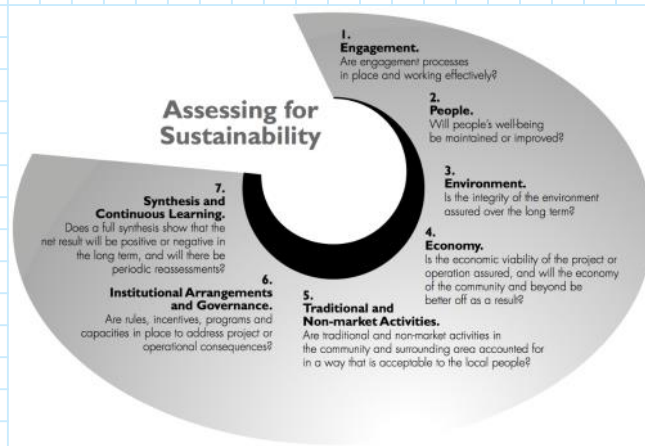 Assessing for
Sustainability
1.
Engagement.
Are engagement processes
in place and working effectively?
2.
People.
Will people's well-being
be maintained or improved?
3.
Environment.
Is the integrity of the environment
assured over the long term?
4.
Economy.
Is the economic viability of the project or
operation assured, and will the economy
of the community and beyond be
better off as a result?
5.
Traditional and
Non-market Activities.
Are traditional and non-market activities in
the community and surrounding area accounted for
in a way that is acceptable to the local people?
6.
Institutional Arrangements
and Governance.
Are rules, incentives, programs and
capacities in place to address project or
operational consequences?
7.
Synthesis and
Continuous Learning.
Does a full synthesis show that the
net result will be positive or negative in
the long term, and will there be
periodic reassessments?